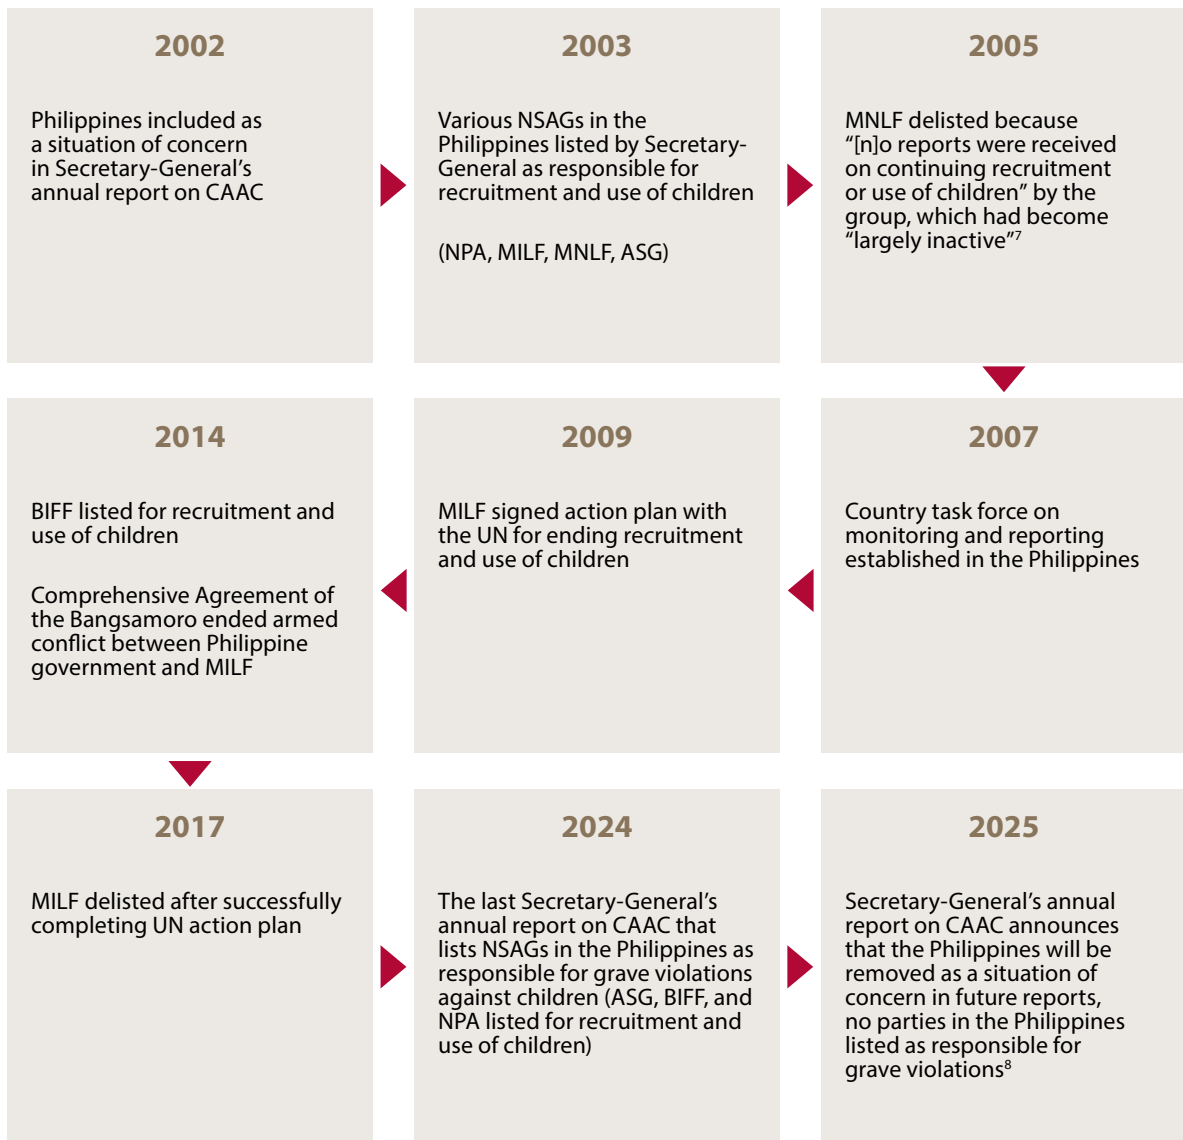 2002
Philippines included as
a situation of concern
in Secretary-General's
annual report on CAAC
2003
Various NSAGs in the
Philippines listed by Secretary-
General as responsible for
recruitment and use of children
(NPA, MILF, MNLF, ASG)
2005
MNLF delisted because
“[n]o reports were received
on continuing recruitment
or use of children” by the
group, which had become
“largely inactive”⁷
2007
Country task force on
monitoring and reporting
established in the Philippines
2009
MILF signed action plan with
the UN for ending recruitment
and use of children
2014
BIFF listed for recruitment and
use of children
Comprehensive Agreement of
the Bangsamoro ended armed
conflict between Philippine
government and MILF
2017
MILF delisted after successfully
completing UN action plan
2024
The last Secretary-General's
annual report on CAAC that
lists NSAGs in the Philippines as
responsible for grave violations
against children (ASG, BIFF, and
NPA listed for recruitment and
use of children)
2025
Secretary-General's annual
report on CAAC announces
that the Philippines will be
removed as a situation of
concern in future reports,
no parties in the Philippines
listed as responsible for
grave violations⁸